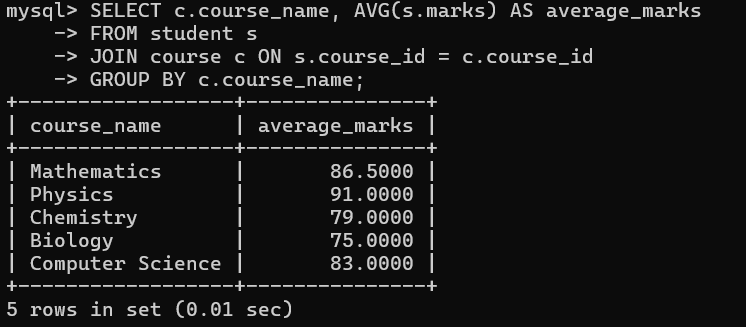 mysql> SELECT c.course_name, AVG(s.marks) AS average_marks
    -> FROM student s
    -> JOIN course c ON s.course_id = c.course_id
    -> GROUP BY c.course_name;
+------------------+---------------+
| course_name      | average_marks |
+------------------+---------------+
| Mathematics      |       86.5000 |
| Physics          |       91.0000 |
| Chemistry        |       79.0000 |
| Biology          |       75.0000 |
| Computer Science |       83.0000 |
+------------------+---------------+
5 rows in set (0.01 sec)